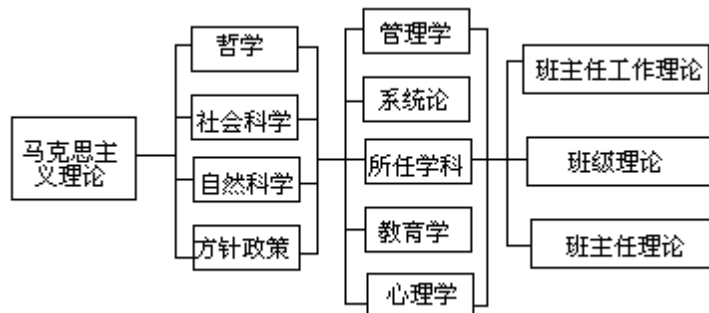 马克思主
义理论
哲学
社会科学
自然科学
方针政策
管理学
系统论
所任学科
教育学
心理学
班主任工作理论
班级理论
班主任理论